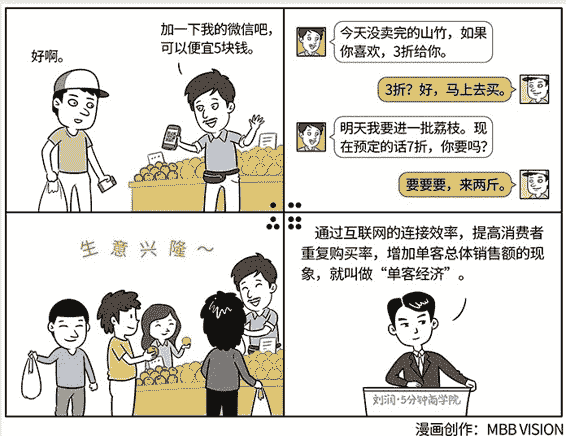 好啊。
加一下我的微信吧，
可以便宜5块钱。
今天没卖完的山竹，如果
你喜欢，3折给你。
3折？好，马上去买。
明天我要进一批荔枝。现
在预定的话7折，你要吗？
要要要，来两斤。
生意兴隆～
通过互联网的连接效率，提高消费者
重复购买率，增加单客总体销售额的现
象，就叫做“单客经济”。
刘润·5分钟商学院
漫画创作：MBB VISION